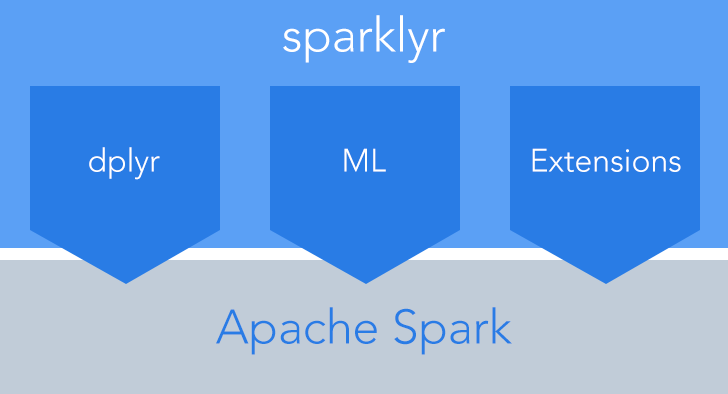 sparklyr
dplyr
ML
Extensions
Apache Spark